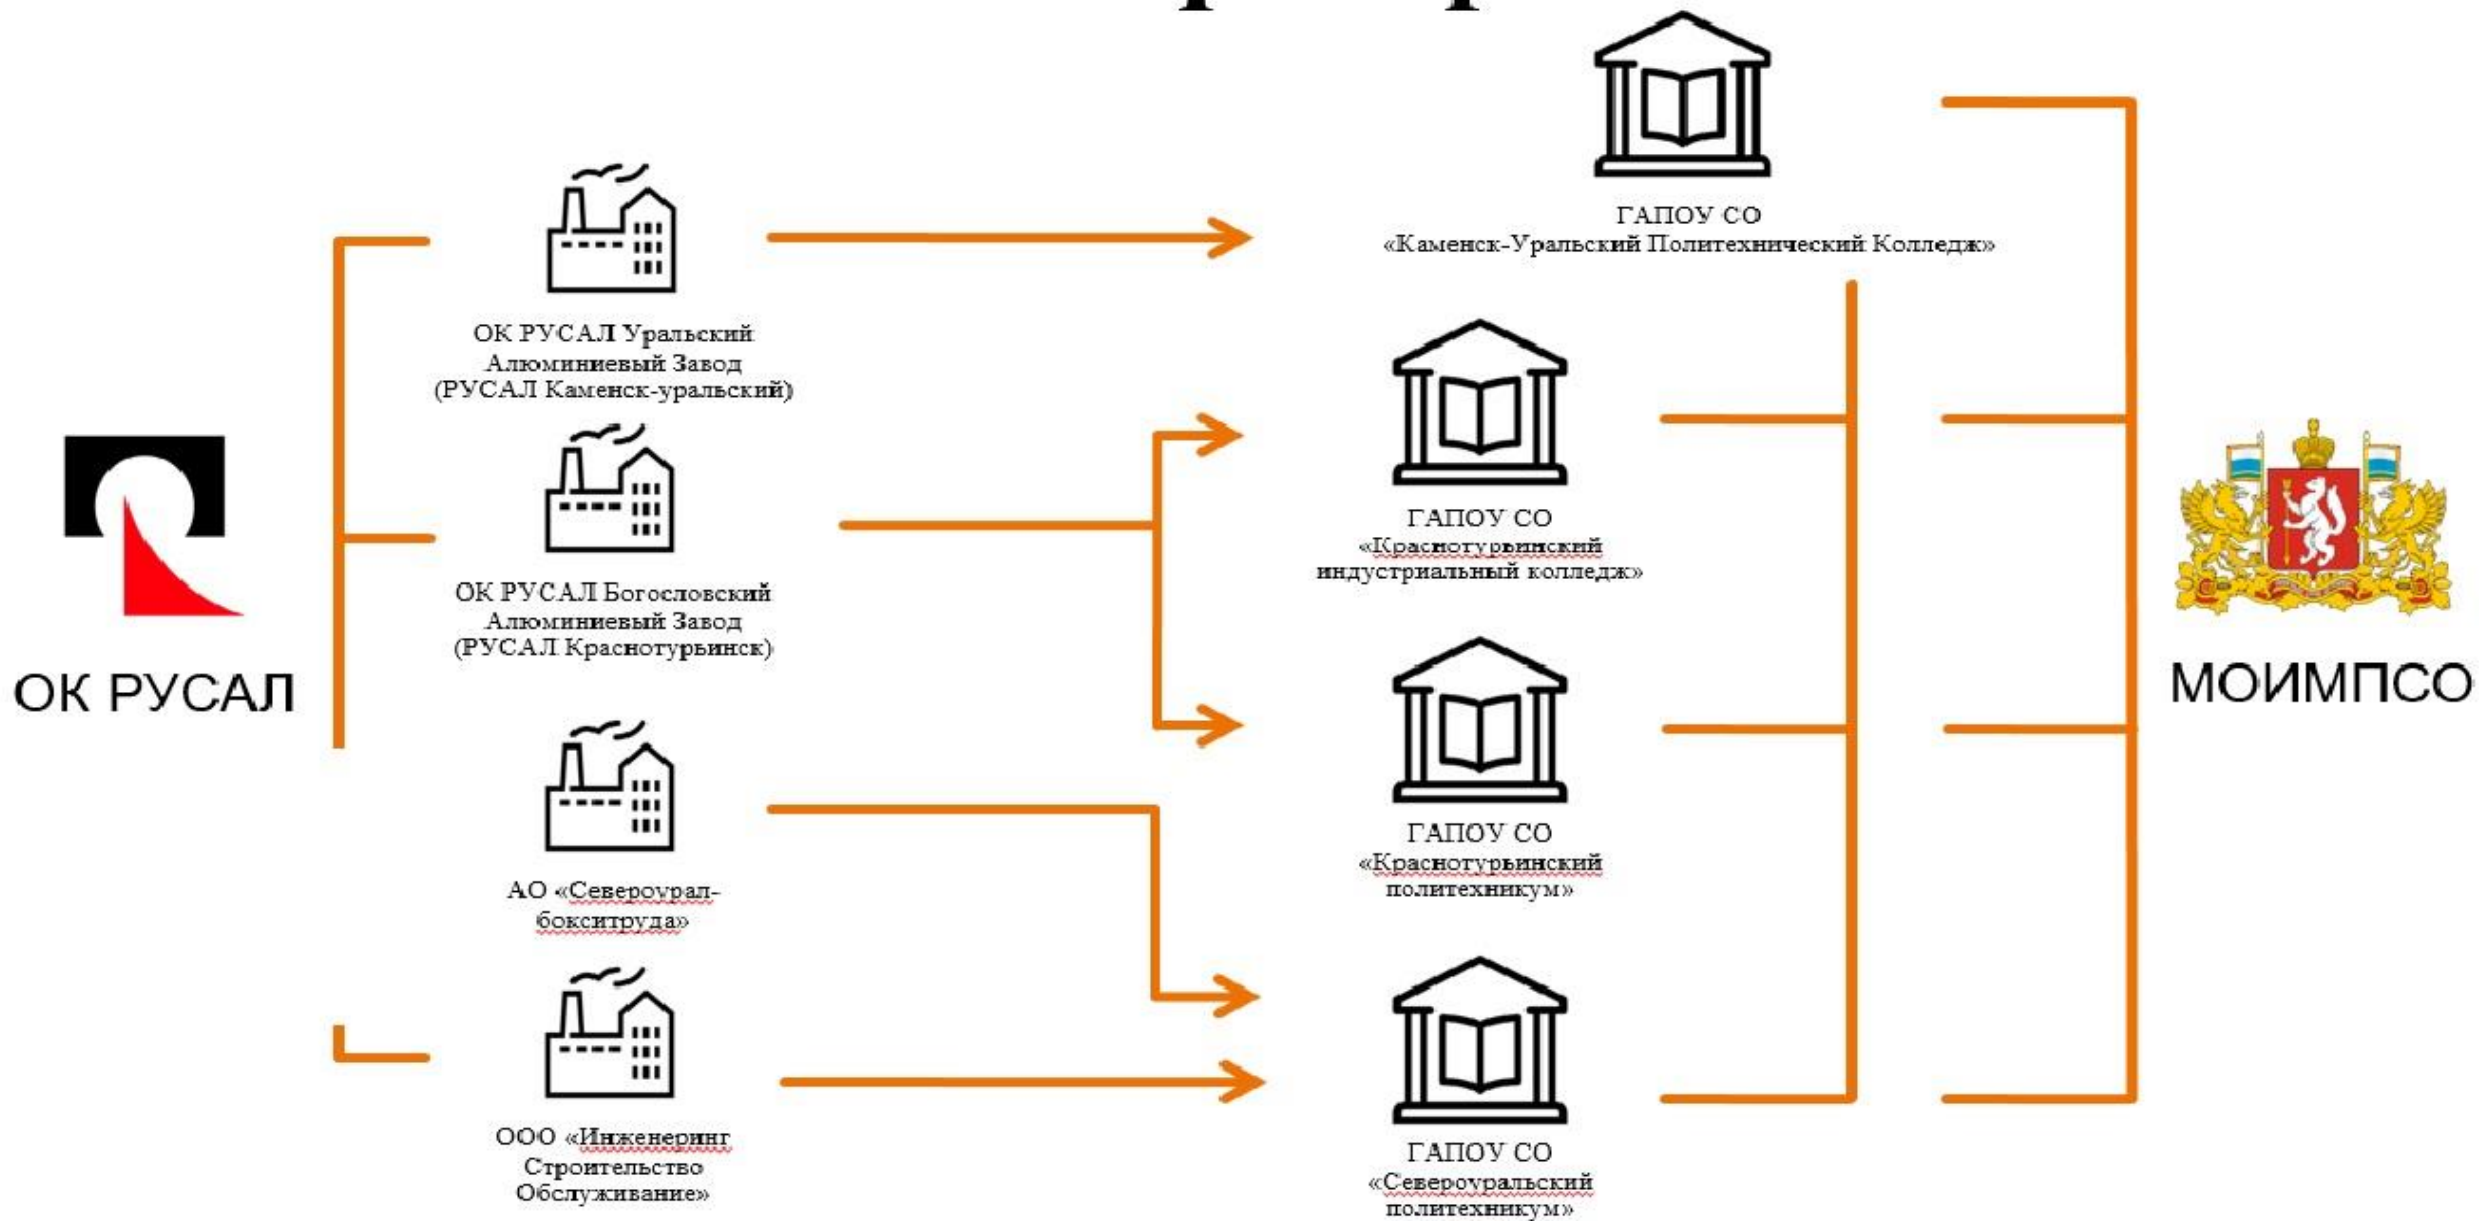 ГАПОУ СО
«Каменск-Уральский Политехнический Колледж»
ОК РУСАЛ Уральский
Алюминиевый Завод
(РУСАЛ Каменск-уральский)
ГАПОУ СО
«Краснотурьинский
индустриальный колледж»
ОК РУСАЛ Богословский
Алюминиевый Завод
(РУСАЛ Краснотурьинск)
ОК РУСАЛ
МОИМПСО
ГАПОУ СО
«Краснотурьинский
политехникум»
АО «Североурал-
бокситруда»
ООО «Инженеринг
Строительство
Обслуживание»
ГАПОУ СО
«Североуральский
политехникум»